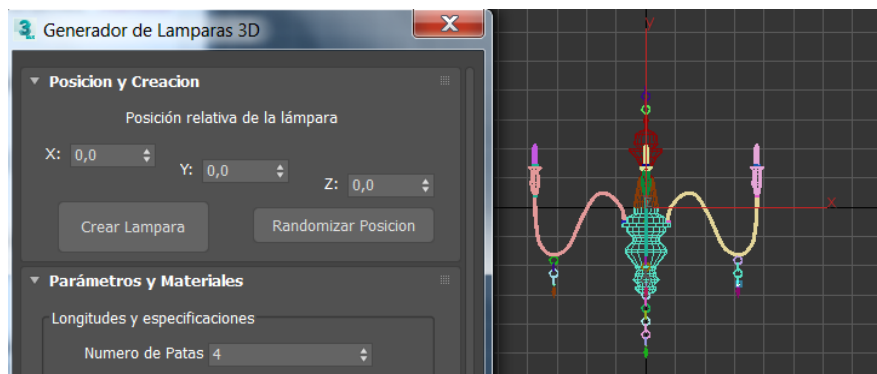 3 Generador de Lamparas 3D X
Posicion y Creacion
Posición relativa de la lámpara
X: 0,0
Y: 0,0
Z: 0,0
Crear Lampara Randomizar Posicion
Parámetros y Materiales
Longitudes y especificaciones
Numero de Patas 4
y
x